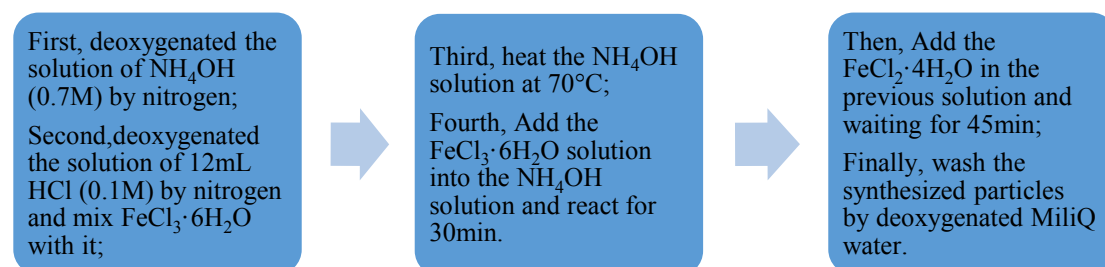 First, deoxygenated the
solution of NH₄OH
(0.7M) by nitrogen;
Second,deoxygenated
the solution of 12mL
HCl (0.1M) by nitrogen
and mix FeCl₃·6H₂O
with it;
Third, heat the NH₄OH
solution at 70°C;
Fourth, Add the
FeCl₃·6H₂O solution
into the NH₄OH
solution and react for
30min.
Then, Add the
FeCl₂·4H₂O in the
previous solution and
waiting for 45min;
Finally, wash the
synthesized particles
by deoxygenated MiliQ
water.